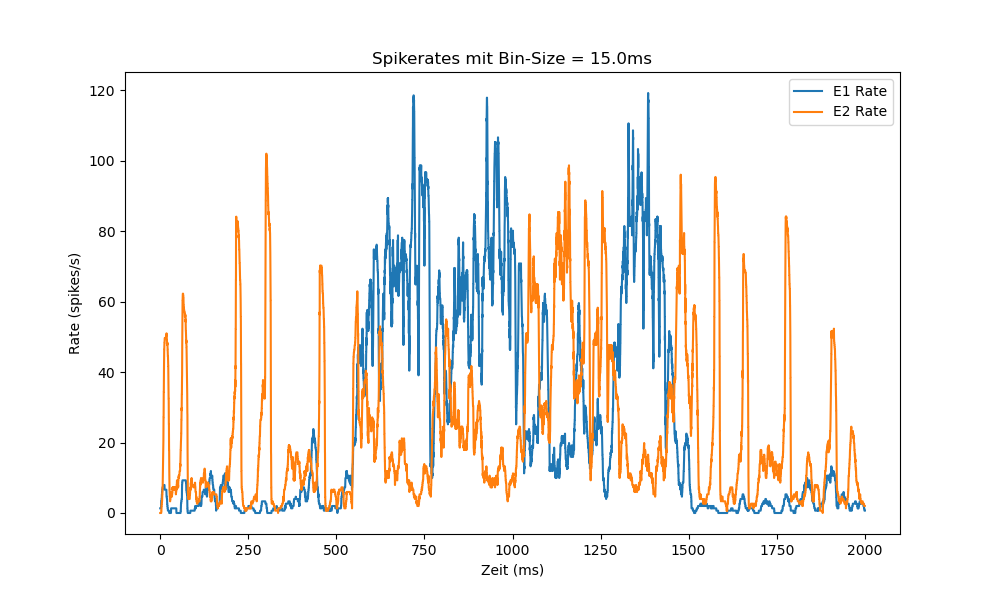 Spikerates mit Bin-Size = 15.0ms
E1 Rate
E2 Rate
Rate (spikes/s)
120
100
80
60
40
20
0
0 250 500 750 1000 1250 1500 1750 2000
Zeit (ms)